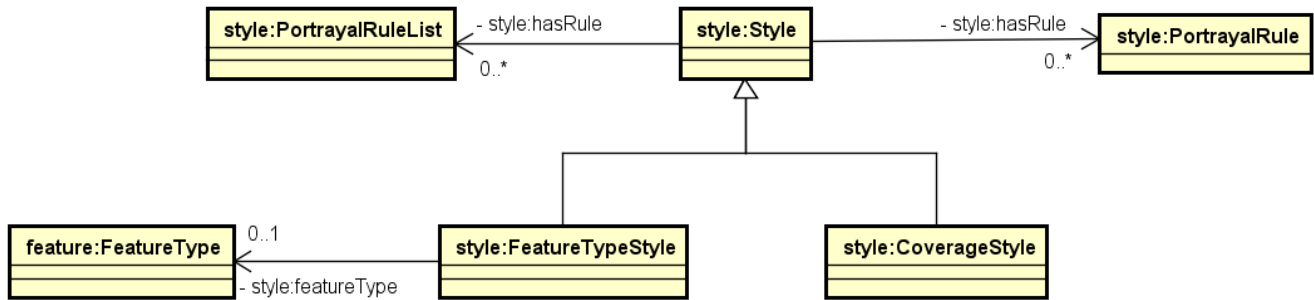 style:PortrayalRuleList
- style:hasRule
0..*
style:Style
- style:hasRule
0..*
style:PortrayalRule
feature:FeatureType
0..1
- style:featureType
style:FeatureTypeStyle
style:CoverageStyle